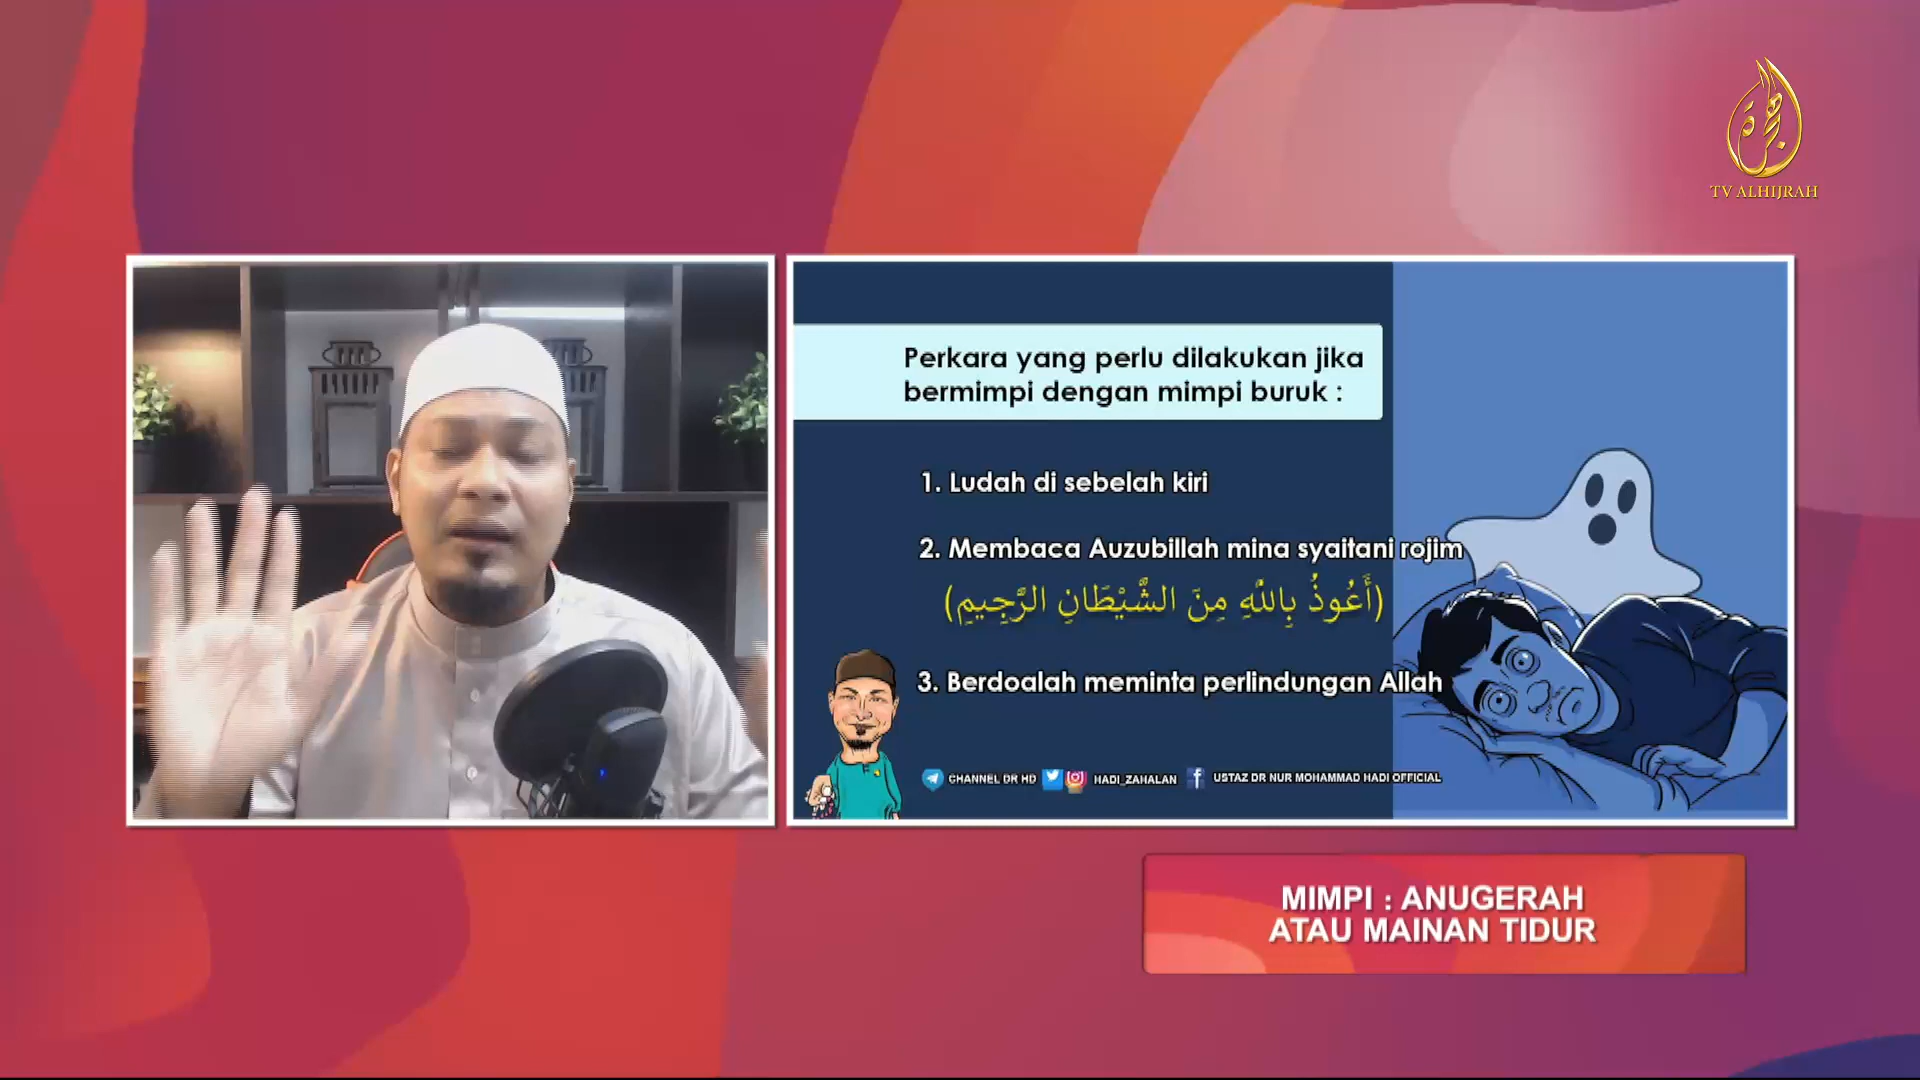 هجرة
TV ALHIJRAH
Perkara yang perlu dilakukan jika
bermimpi dengan mimpi buruk :
1. Ludah di sebelah kiri
2. Membaca Auzubillah mina syaitani rojim
(أَعُوذُ بِاللَّهِ مِنَ الشَّيْطَانِ الرَّجِيمِ)
3. Berdoalah meminta perlindungan Allah
CHANNEL DR HD HADI_ZAHALAN USTAZ DR NUR MOHAMMAD HADI OFFICIAL
MIMPI : ANUGERAH
ATAU MAINAN TIDUR